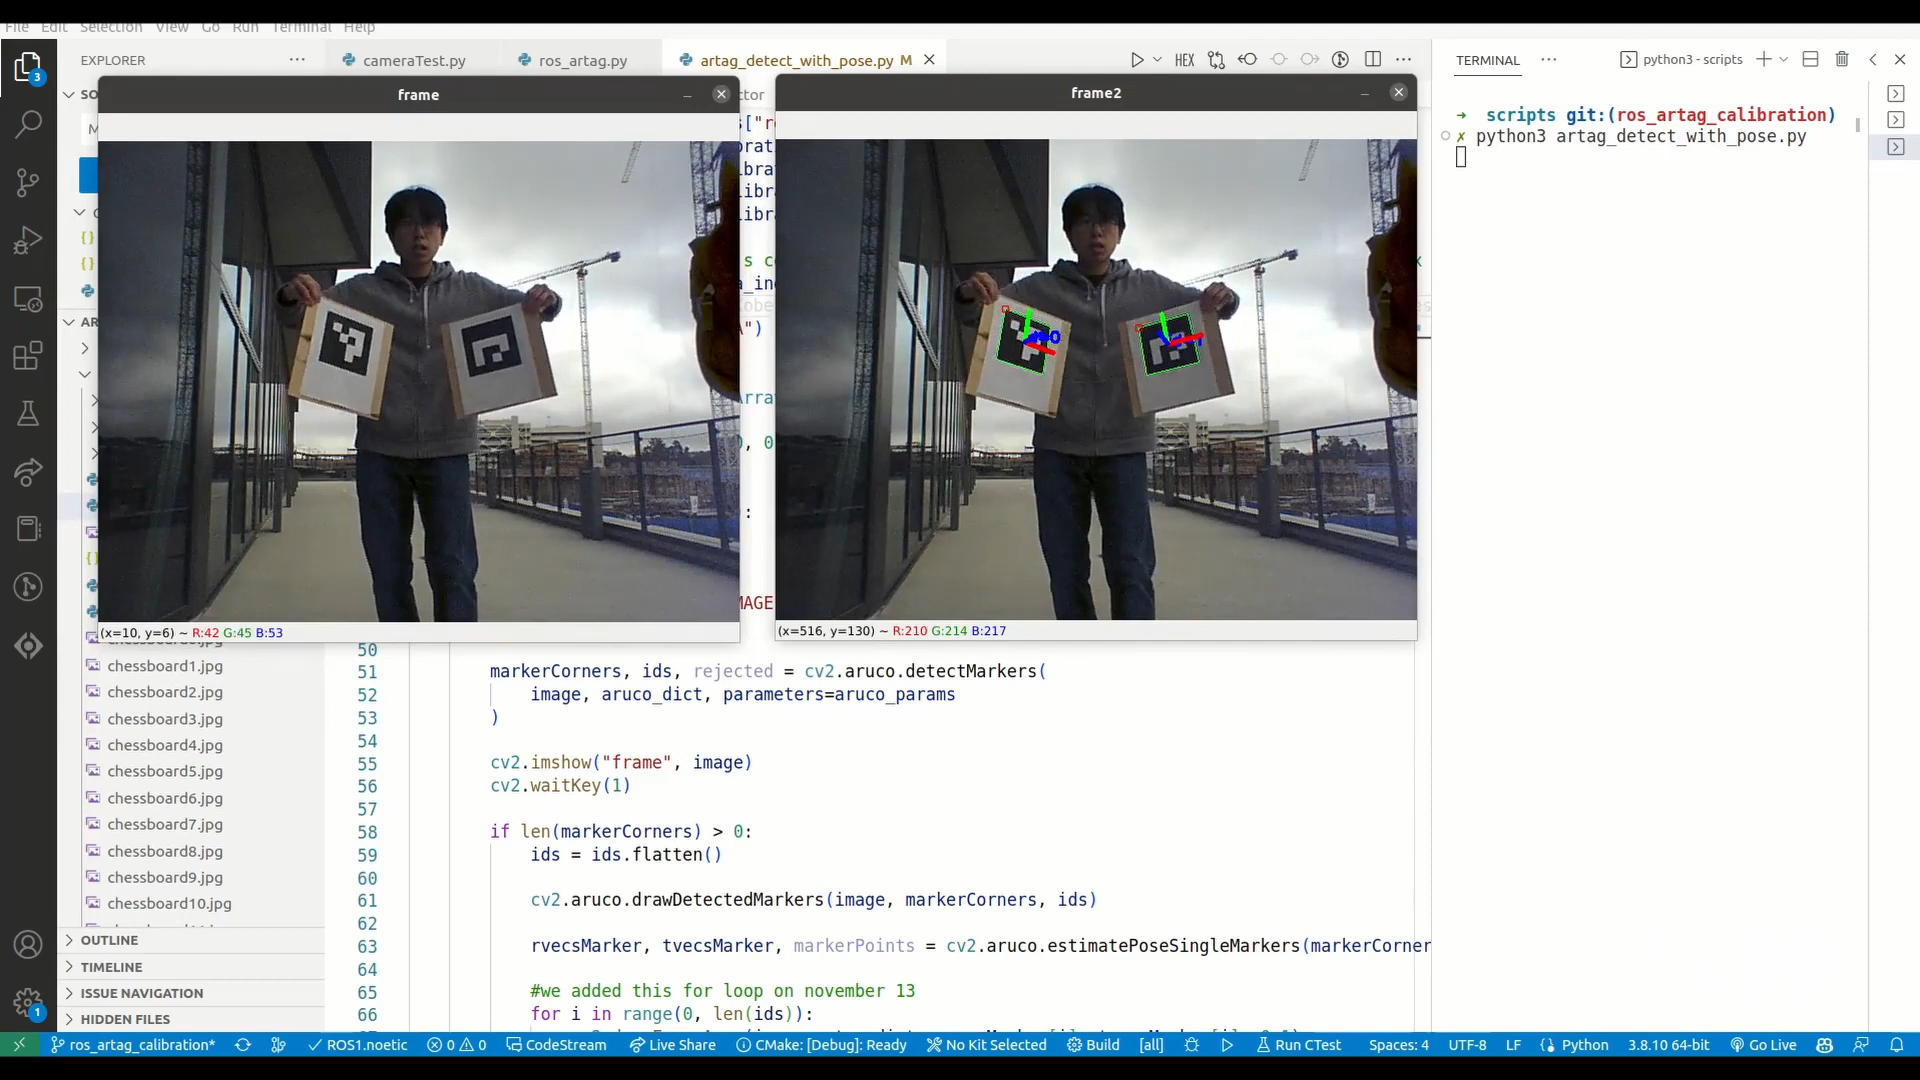 File Edit Selection View Go Run Terminal Help
EXPLORER
cameraTest.py
ros_artag.py
artag_detect_with_pose.py M
HEX
TERMINAL
python3 - scripts
frame
frame2
SO
AR
scripts git:(ros_artag_calibration)
✗ python3 artag_detect_with_pose.py
(x=10, y=6) ~ R:42 G:45 B:53
(x=516, y=130) ~ R:210 G:214 B:217
50
51 markerCorners, ids, rejected = cv2.aruco.detectMarkers(
52 image, aruco_dict, parameters=aruco_params
53 )
54
55 cv2.imshow("frame", image)
56 cv2.waitKey(1)
57
58 if len(markerCorners) > 0:
59 ids = ids.flatten()
60
61 cv2.aruco.drawDetectedMarkers(image, markerCorners, ids)
62
63 rvecsMarker, tvecsMarker, markerPoints = cv2.aruco.estimatePoseSingleMarkers(markerCorner
64
65 #we added this for loop on november 13
66 for i in range(0, len(ids)):
chessboard1.jpg
chessboard2.jpg
chessboard3.jpg
chessboard4.jpg
chessboard5.jpg
chessboard6.jpg
chessboard7.jpg
chessboard8.jpg
chessboard9.jpg
chessboard10.jpg
OUTLINE
TIMELINE
ISSUE NAVIGATION
HIDDEN FILES
3
1
ros_artag_calibration* ROS1.noetic 0 0 CodeStream Live Share CMake: [Debug]: Ready No Kit Selected Build [all] Run CTest Spaces: 4 UTF-8 LF Python 3.8.10 64-bit Go Live